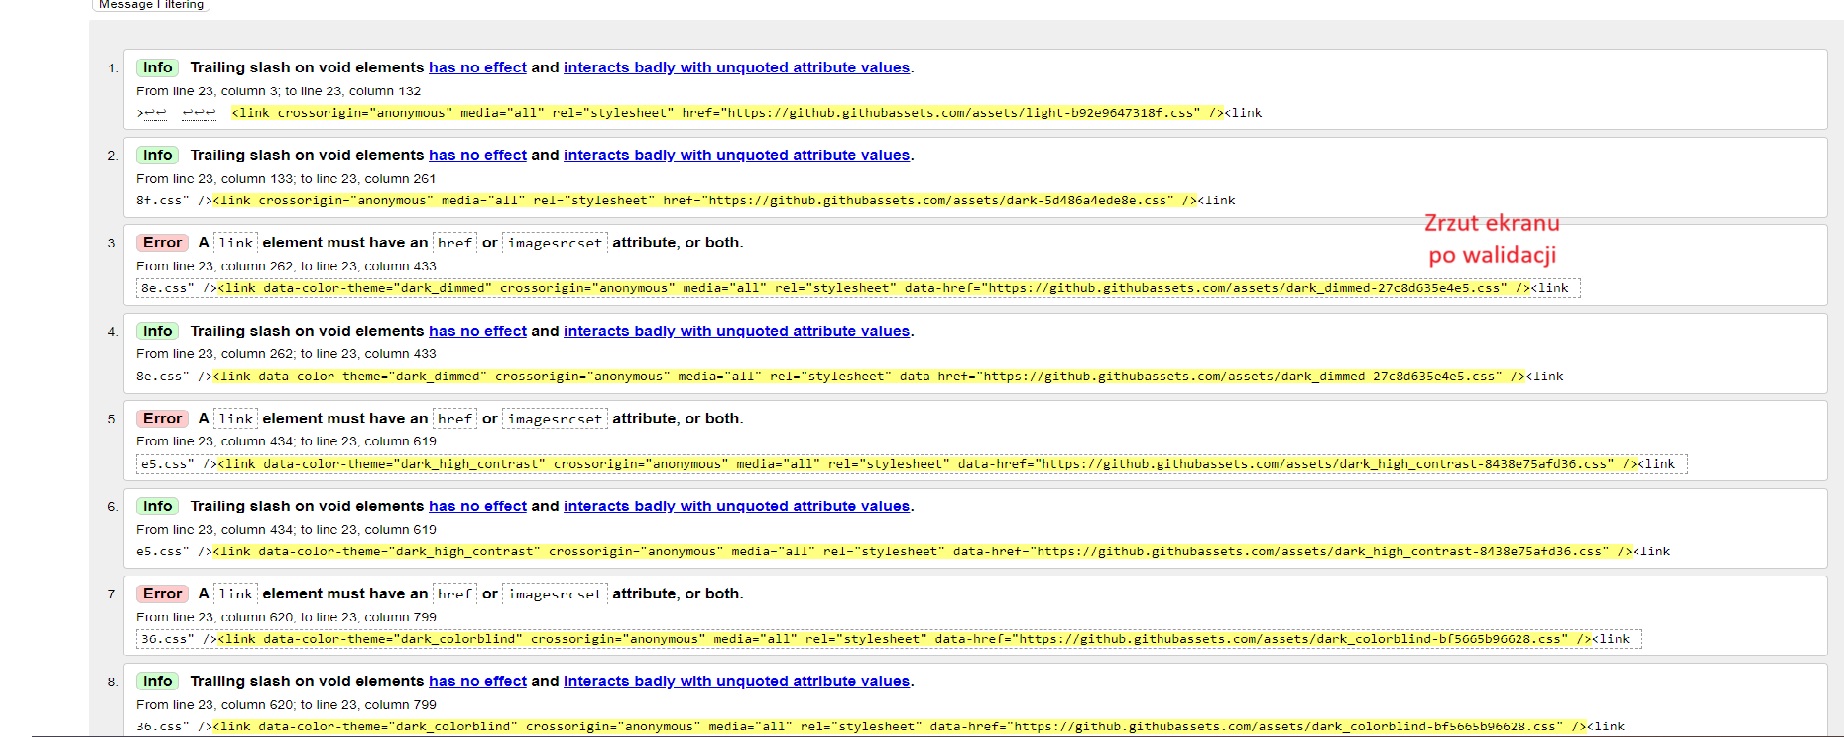 Message Filtering
1. Info Trailing slash on void elements has no effect and interacts badly with unquoted attribute values.
From line 23, column 3; to line 23, column 132
>↩↩ ↩↩↩ <link crossorigin="anonymous" media="all" rel="stylesheet" href="https://github.githubassets.com/assets/light-b92e9647318f.css" /><link
2. Info Trailing slash on void elements has no effect and interacts badly with unquoted attribute values.
From line 23, column 133; to line 23, column 261
8f.css" /><link crossorigin="anonymous" media="all" rel="stylesheet" href="https://github.githubassets.com/assets/dark-5d486a4ede8e.css" /><link
Zrzut ekranu
po walidacji
3 Error A link element must have an href or imagesrcset attribute, or both.
From line 23, column 262, to line 23, column 433
8e.css" /><link data-color-theme="dark_dimmed" crossorigin="anonymous" media="all" rel="stylesheet" data-href="https://github.githubassets.com/assets/dark_dimmed-27c8d635e4e5.css" /><link
4. Info Trailing slash on void elements has no effect and interacts badly with unquoted attribute values.
From line 23, column 262; to line 23, column 433
8e.css" /><link data-color-theme="dark_dimmed" crossorigin="anonymous" media="all" rel="stylesheet" data-href="https://github.githubassets.com/assets/dark_dimmed-27c8d635e4e5.css" /><link
5 Error A link element must have an href or imagesrcset attribute, or both.
From line 23, column 434; to line 23, column 619
e5.css" /><link data-color-theme="dark_high_contrast" crossorigin="anonymous" media="all" rel="stylesheet" data-href="https://github.githubassets.com/assets/dark_high_contrast-8438e75afd36.css" /><link
6. Info Trailing slash on void elements has no effect and interacts badly with unquoted attribute values.
From line 23, column 434; to line 23, column 619
e5.css" /><link data-color-theme="dark_high_contrast" crossorigin="anonymous" media="all" rel="stylesheet" data-href="https://github.githubassets.com/assets/dark_high_contrast-8438e75afd36.css" /><link
7 Error A link element must have an href or imagesrcset attribute, or both.
From line 23, column 620, to line 23, column 799
36.css" /><link data-color-theme="dark_colorblind" crossorigin="anonymous" media="all" rel="stylesheet" data-href="https://github.githubassets.com/assets/dark_colorblind-bf5665b96628.css" /><link
8. Info Trailing slash on void elements has no effect and interacts badly with unquoted attribute values.
From line 23, column 620; to line 23, column 799
36.css" /><link data-color-theme="dark_colorblind" crossorigin="anonymous" media="all" rel="stylesheet" data-href="https://github.githubassets.com/assets/dark_colorblind-bf5665b96628.css" /><link